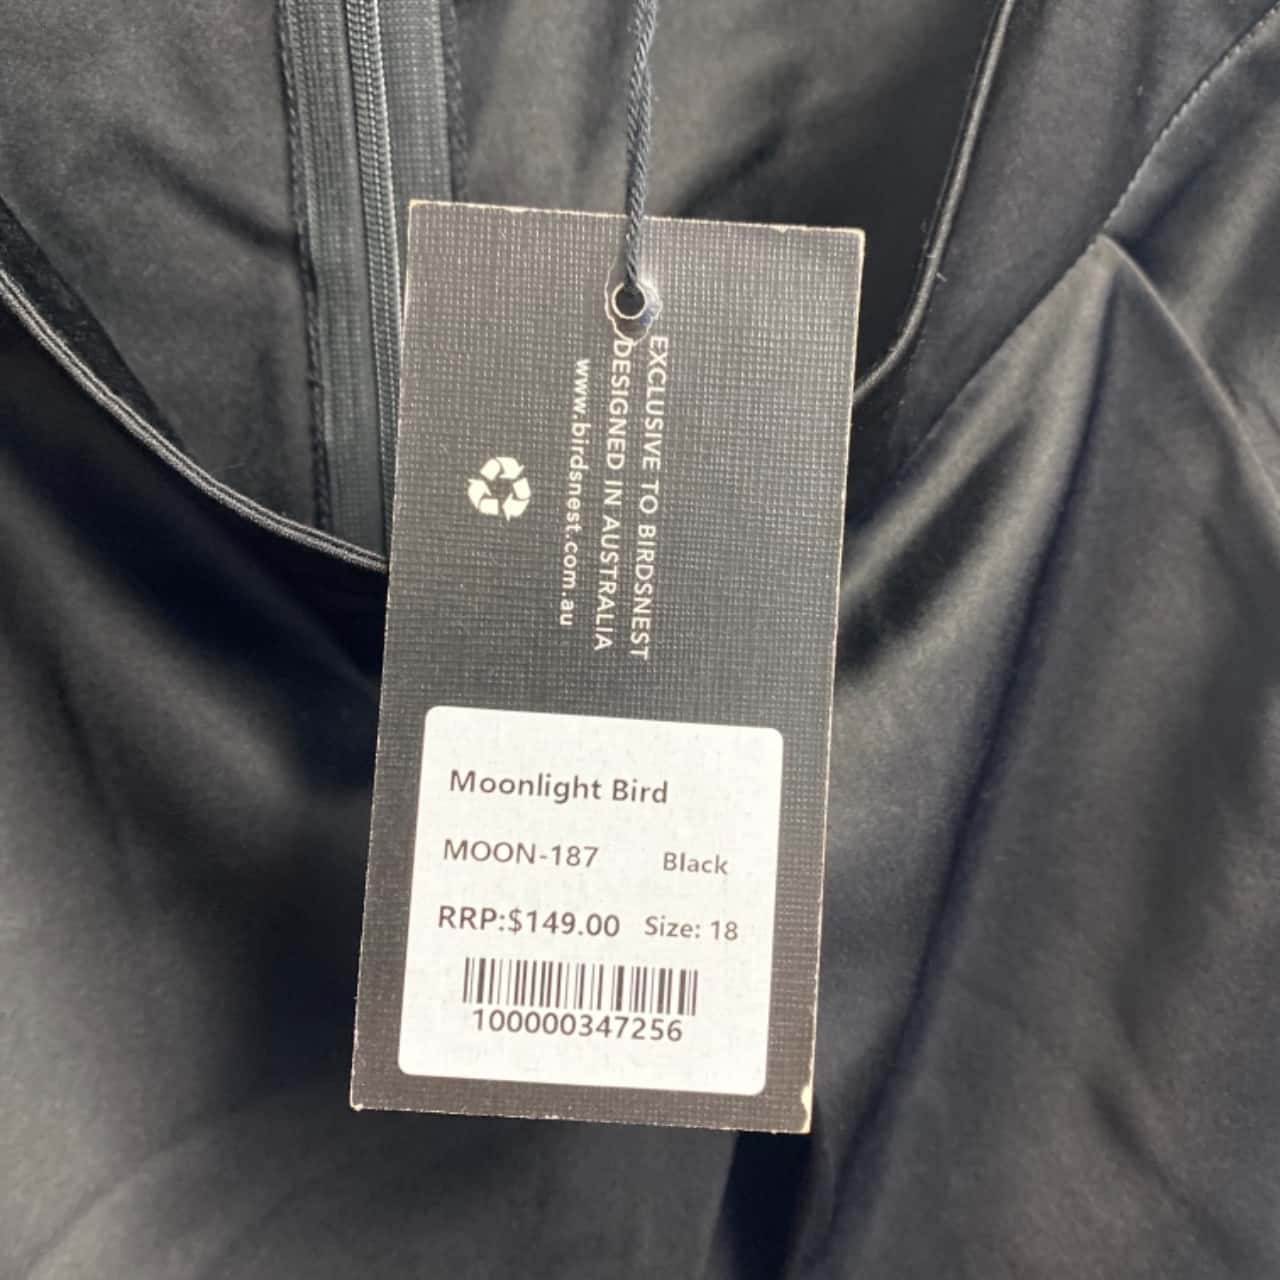 EXCLUSIVE TO BIRDSNEST
DESIGNED IN AUSTRALIA
www.birdsnest.com.au
Moonlight Bird
MOON-187 Black
RRP:$149.00 Size: 18
100000347256